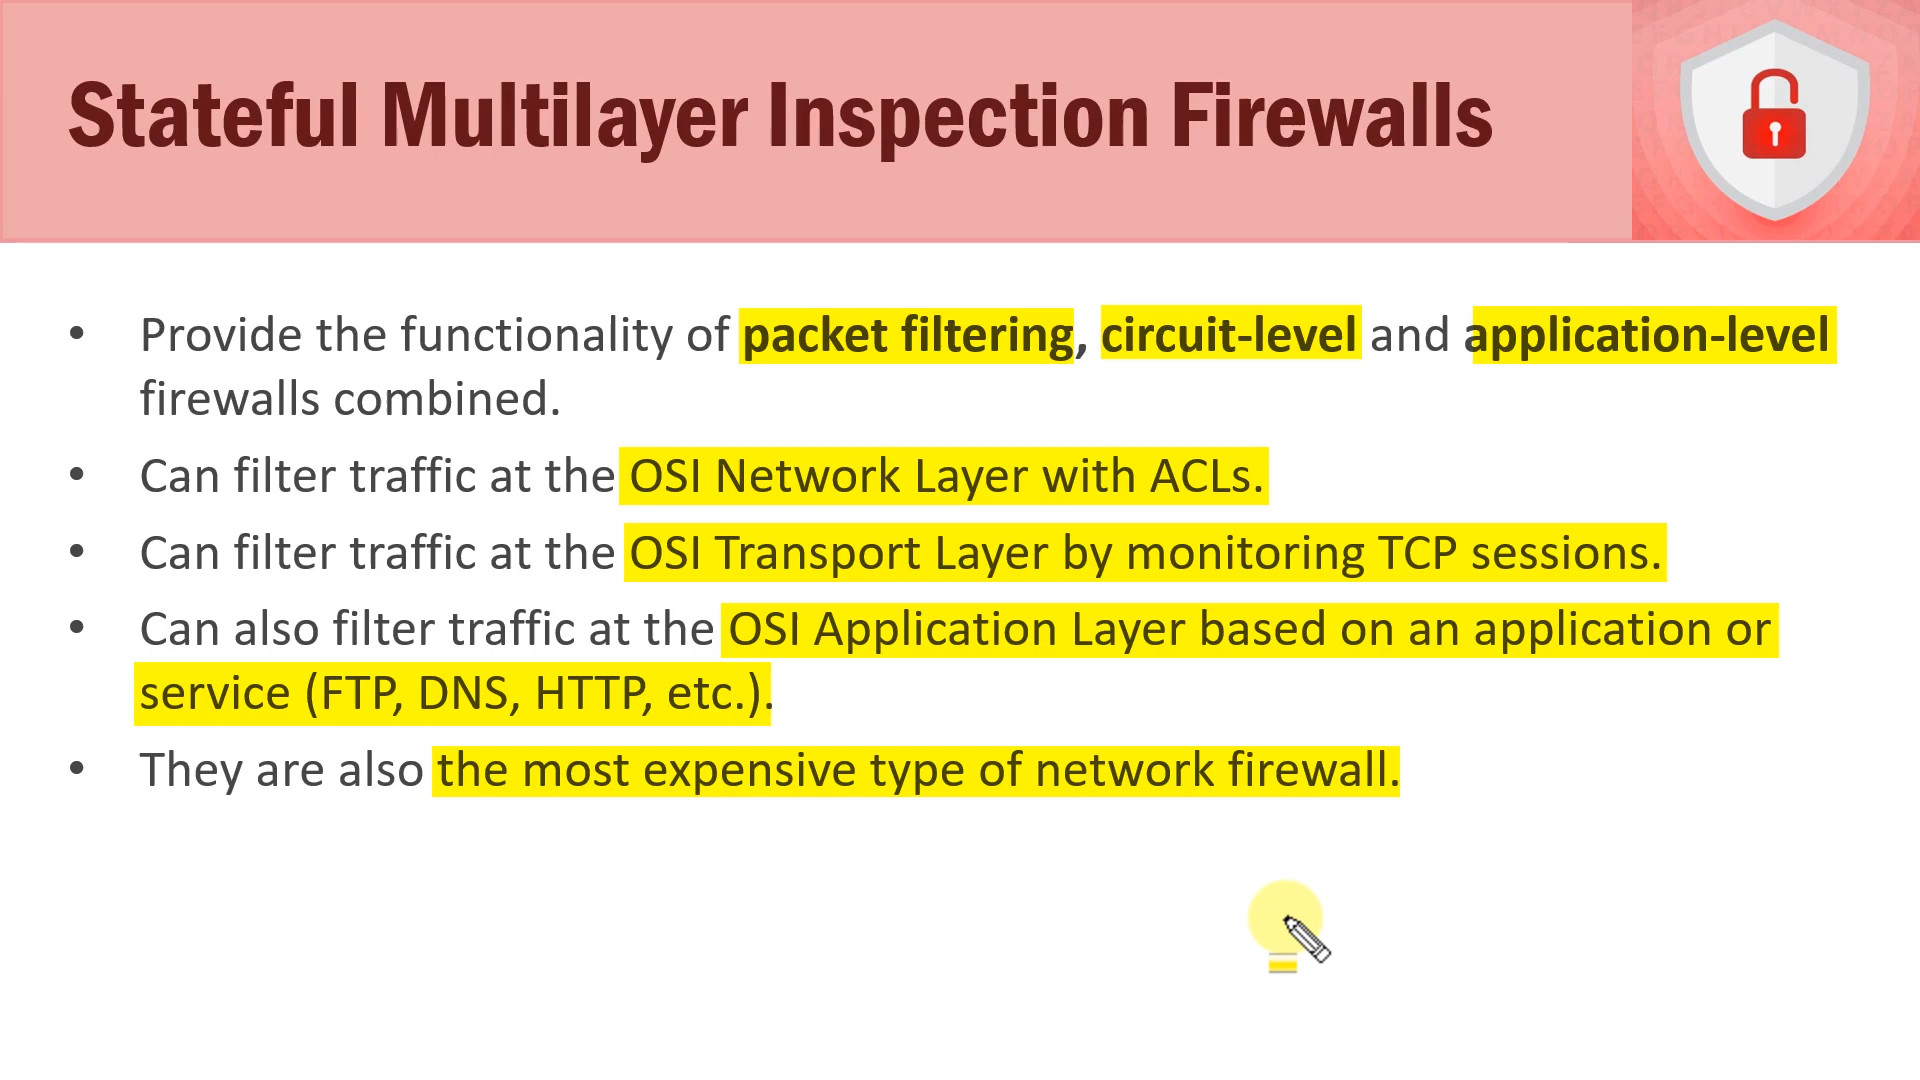 Stateful Multilayer Inspection Firewalls
• Provide the functionality of packet filtering, circuit-level and application-level
firewalls combined.
• Can filter traffic at the OSI Network Layer with ACLs.
• Can filter traffic at the OSI Transport Layer by monitoring TCP sessions.
• Can also filter traffic at the OSI Application Layer based on an application or
service (FTP, DNS, HTTP, etc.).
• They are also the most expensive type of network firewall.